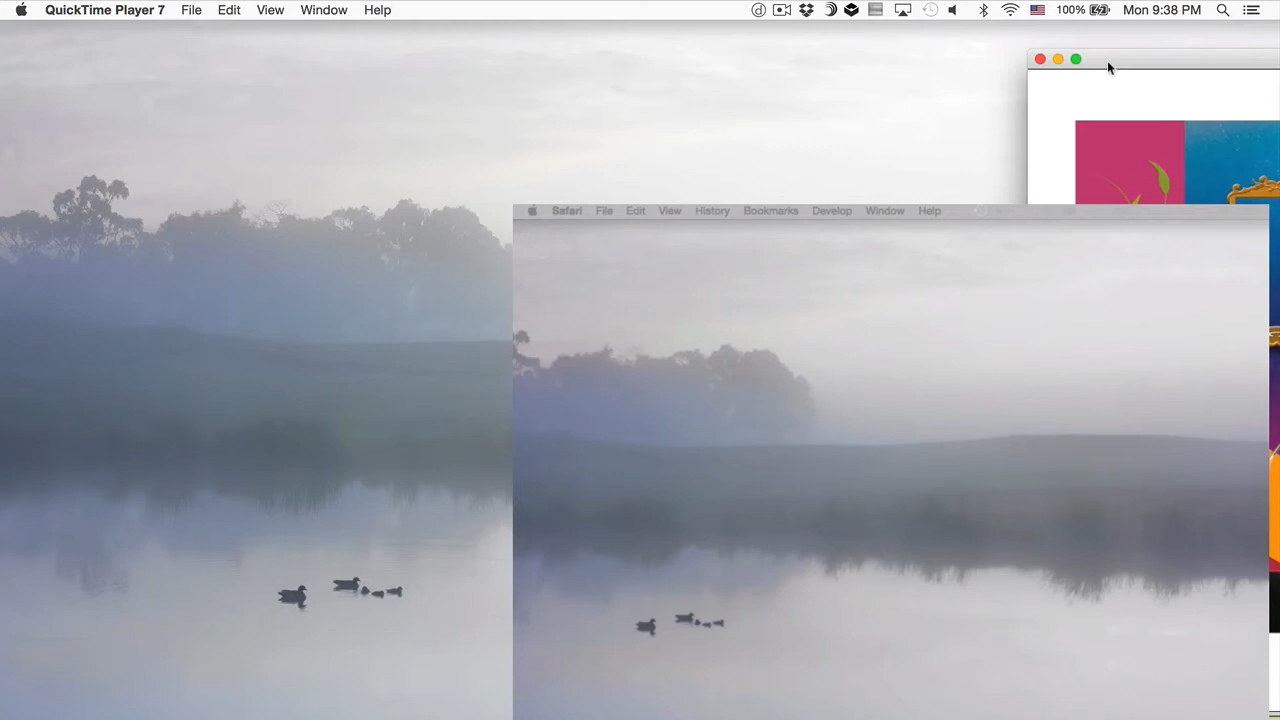 QuickTime Player 7 File Edit View Window Help 100% Mon 9:38 PM
Safari File Edit View History Bookmarks Develop Window Help